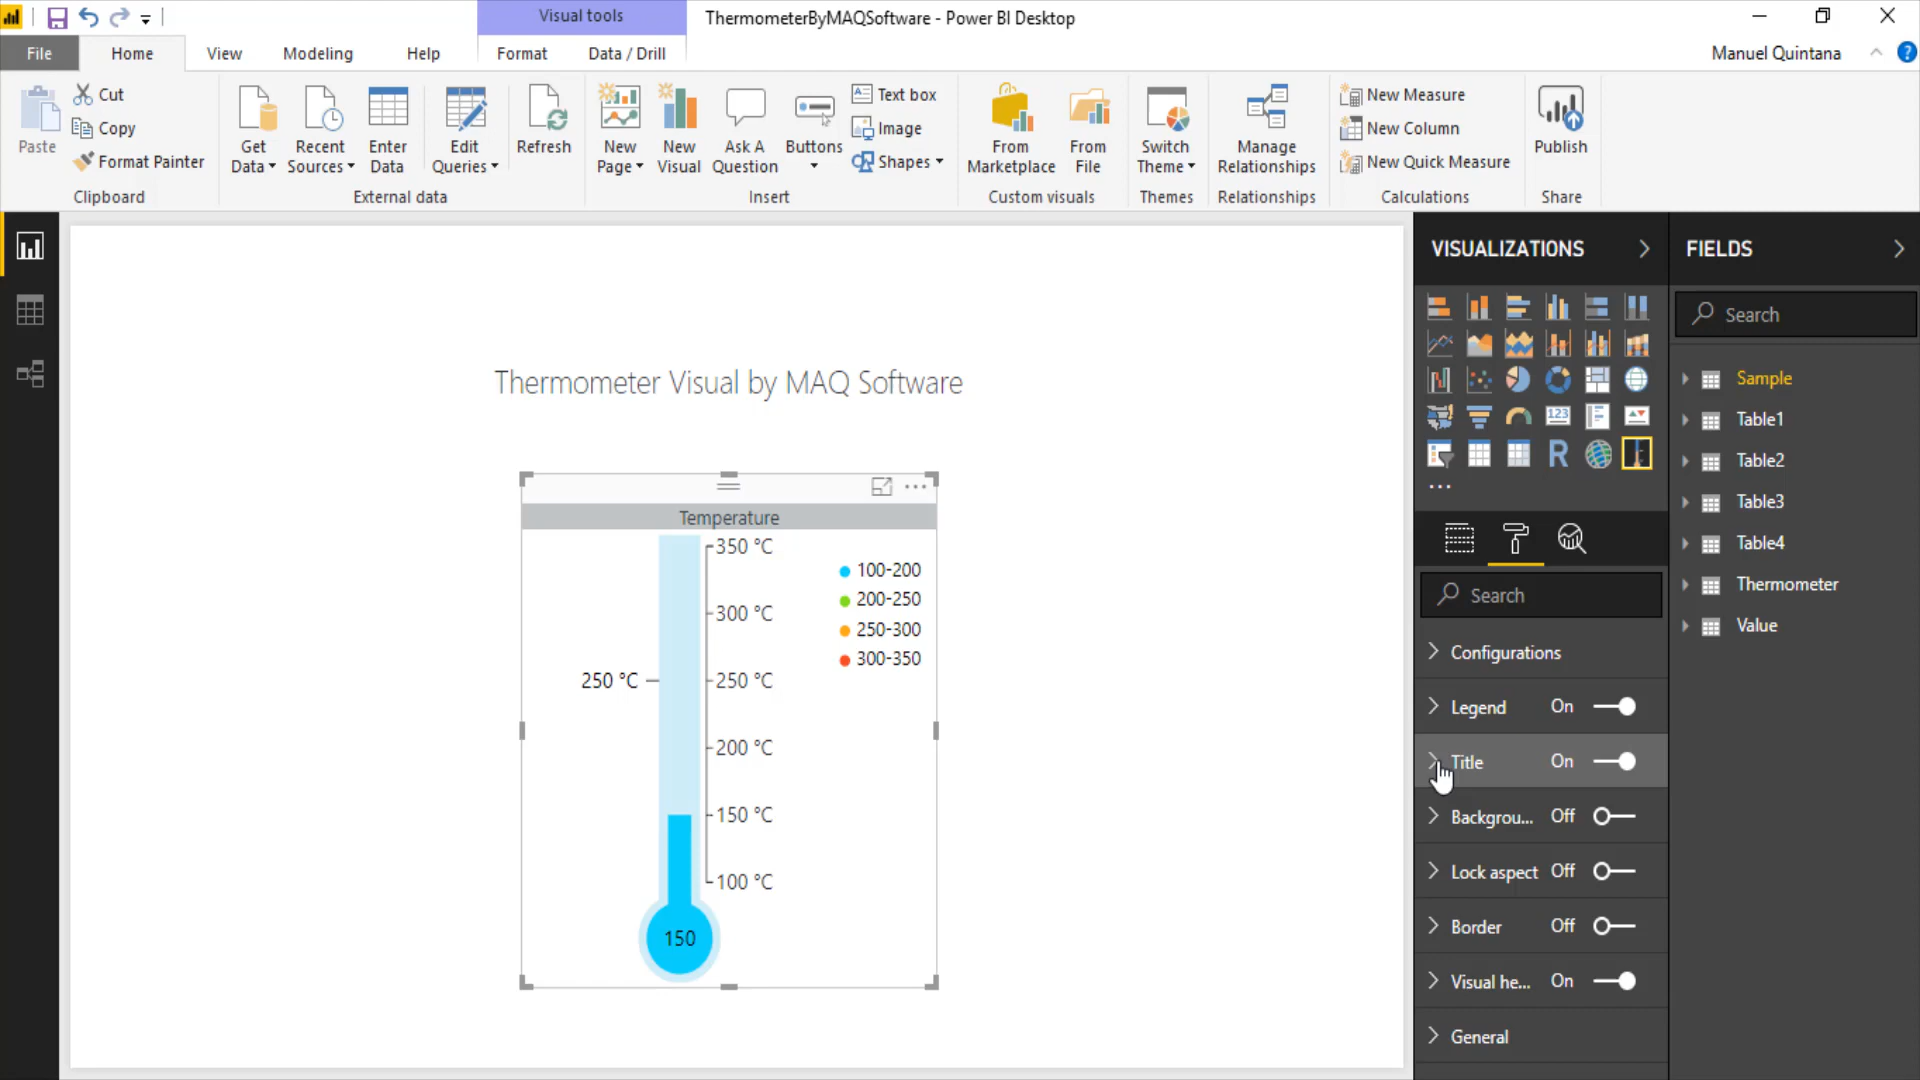 Visual tools
ThermometerByMAQSoftware - Power BI Desktop
File
Home
View
Modeling
Help
Format
Data / Drill
Manuel Quintana
?
Paste
Cut
Copy
Format Painter
Clipboard
Get
Data
Recent
Sources
Enter
Data
Edit
Queries
Refresh
External data
New
Page
New
Visual
Ask A
Question
Buttons
Text box
Image
Shapes
Insert
From
Marketplace
From
File
Custom visuals
Switch
Theme
Themes
Manage
Relationships
Relationships
New Measure
New Column
New Quick Measure
Calculations
Publish
Share
Thermometer Visual by MAQ Software
Temperature
350 °C
300 °C
250 °C
250 °C
200 °C
150 °C
100 °C
150
100-200
200-250
250-300
300-350
VISUALIZATIONS
123
R
Search
Configurations
Legend On
Title On
Backgrou... Off
Lock aspect Off
Border Off
Visual he... On
General
FIELDS
Search
Sample
Table1
Table2
Table3
Table4
Thermometer
Value